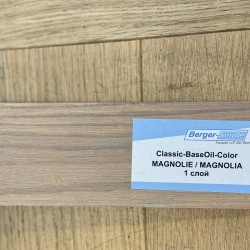 Berger-Seidle
Classic-BaseOil-Color
MAGNOLIE / MAGNOLIA
1 слой